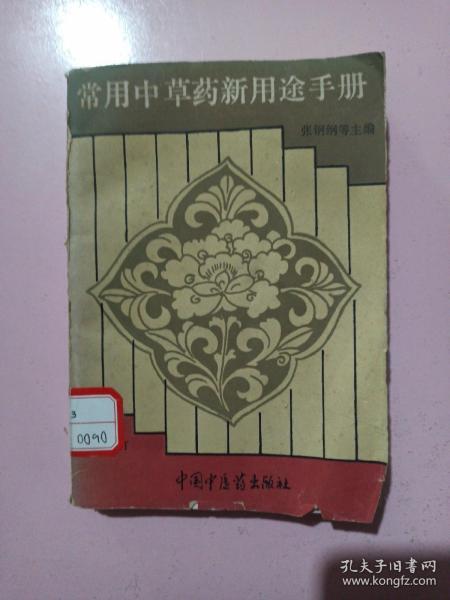 常用中草药新用途手册
张钢纲等主编
3
0090
中国中医药出版社
孔夫子旧书网
www.kongfz.com